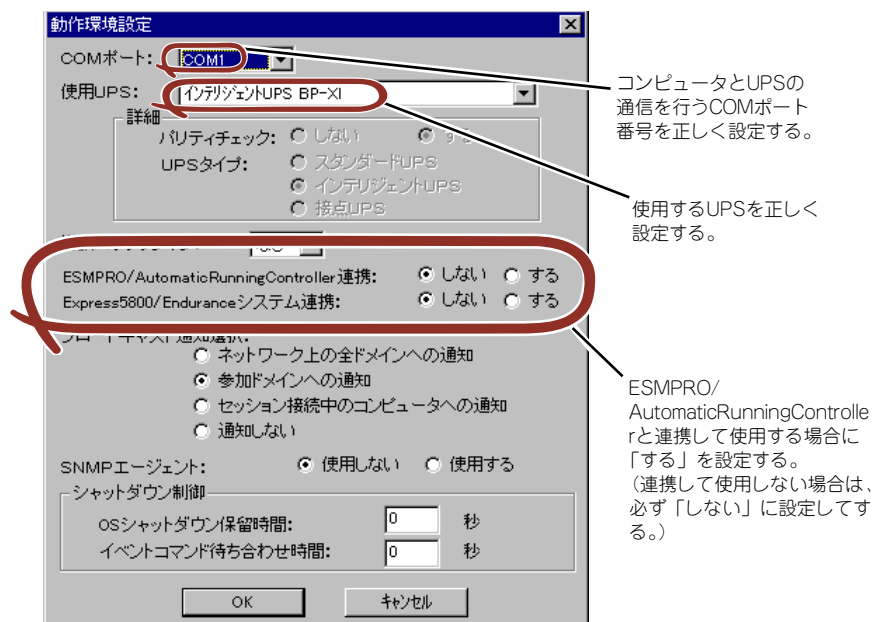 動作環境設定
COMポート: COM1
コンピュータとUPSの
通信を行うCOMポート
番号を正しく設定する。
使用UPS: インテリジェントUPS BP-XI
詳細
パリティチェック: しない する
UPSタイプ: スタンダードUPS
インテリジェントUPS
接点UPS
使用するUPSを正しく
設定する。
なし
ESMPRO/AutomaticRunningController連携: しない する
Express5800/Enduranceシステム連携: しない する
ブロードキャスト通知選択:
ネットワーク上の全ドメインへの通知
参加ドメインへの通知
セッション接続中のコンピュータへの通知
通知しない
ESMPRO/
AutomaticRunningControlle
rと連携して使用する場合に
「する」を設定する。
（連携して使用しない場合は、
必ず「しない」に設定してす
る。）
SNMPエージェント: 使用しない 使用する
シャットダウン制御
OSシャットダウン保留時間: 0 秒
イベントコマンド待ち合わせ時間: 0 秒
OK キャンセル